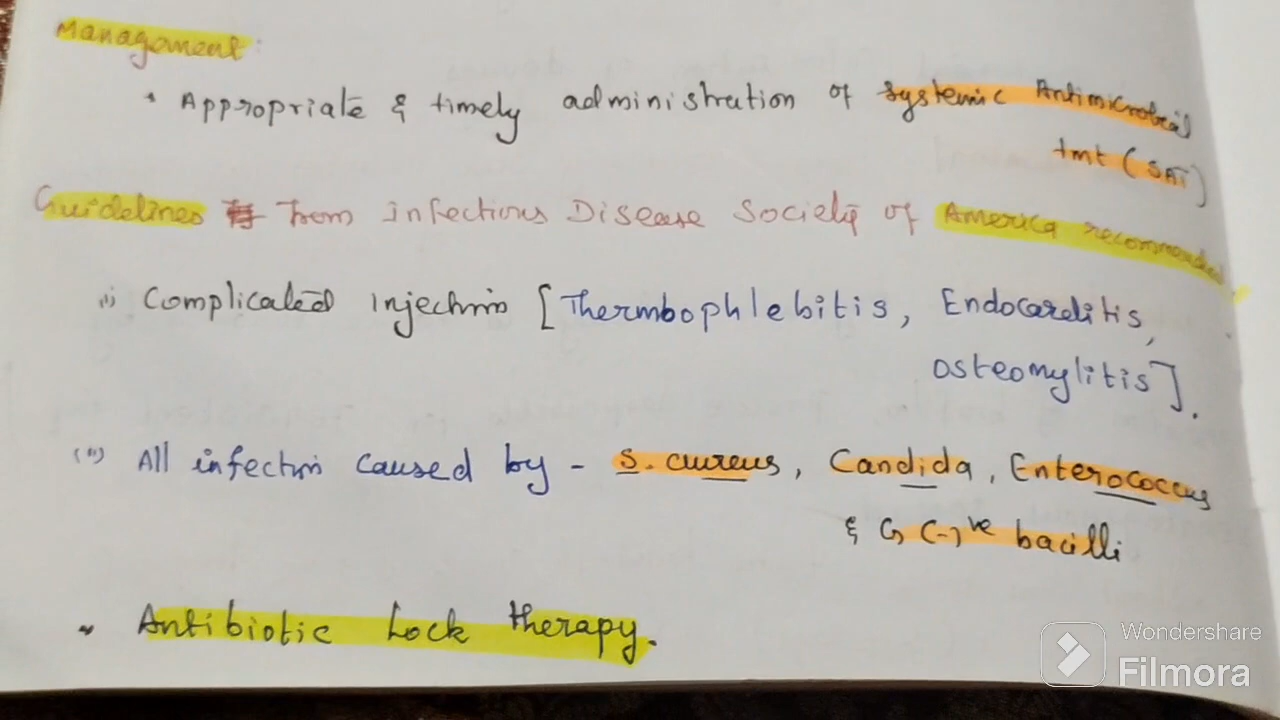 Management:
• Appropriate & timely administration of systemic Antimicrobial
tmt (SAT)
Guidelines from infectious Disease Society of America recommended
(i) Complicated Injection [Thermbophlebitis, Endocarditis,
osteomylitis].
(ii) All infection caused by - S. aureus, Candida, Enterococcus
& G(-)ve bacilli
Antibiotic Lock therapy.
Wondershare
Filmora